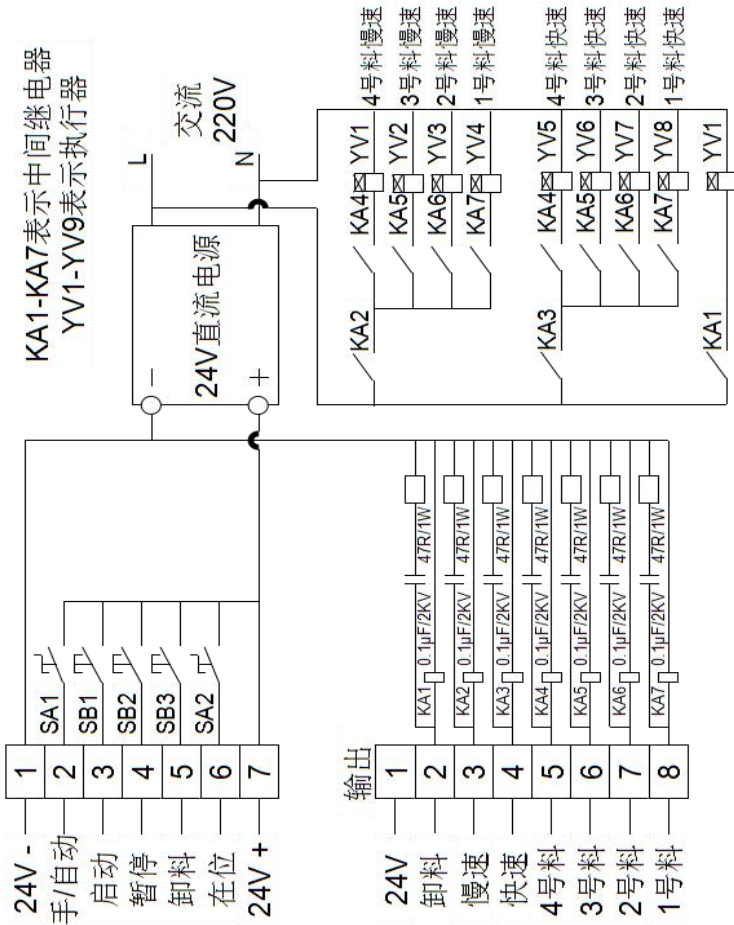 KA1-KA7表示中间继电器
YV1-YV9表示执行器
24V -
手/自动
启动
暂停
卸料
在位
24V +
1
2
3
4
5
6
7
SA1
SB1
SB2
SB3
SA2
24V直流电源
－
＋
L
N
交流
220V
输出
24V
卸料
慢速
快速
4号料
3号料
2号料
1号料
1
2
3
4
5
6
7
8
KA1 0.1μF/2KV 47R/1W
KA2 0.1μF/2KV 47R/1W
KA3 0.1μF/2KV 47R/1W
KA4 0.1μF/2KV 47R/1W
KA5 0.1μF/2KV 47R/1W
KA6 0.1μF/2KV 47R/1W
KA7 0.1μF/2KV 47R/1W
KA2
KA4 YV1 4号料慢速
KA5 YV2 3号料慢速
KA6 YV3 2号料慢速
KA7 YV4 1号料慢速
KA3
KA4 YV5 4号料快速
KA5 YV6 3号料快速
KA6 YV7 2号料快速
KA7 YV8 1号料快速
KA1 YV1